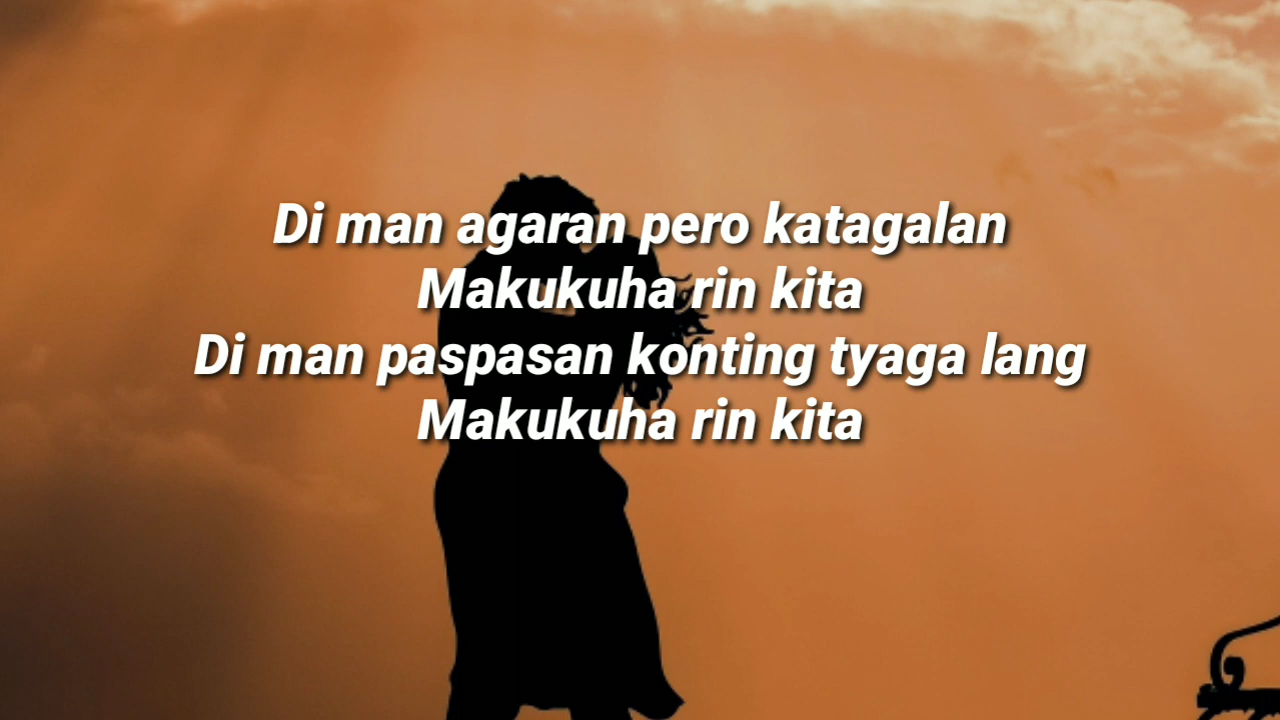 Di man agaran pero katagalan
Makukuha rin kita
Di man paspasan konting tyaga lang
Makukuha rin kita